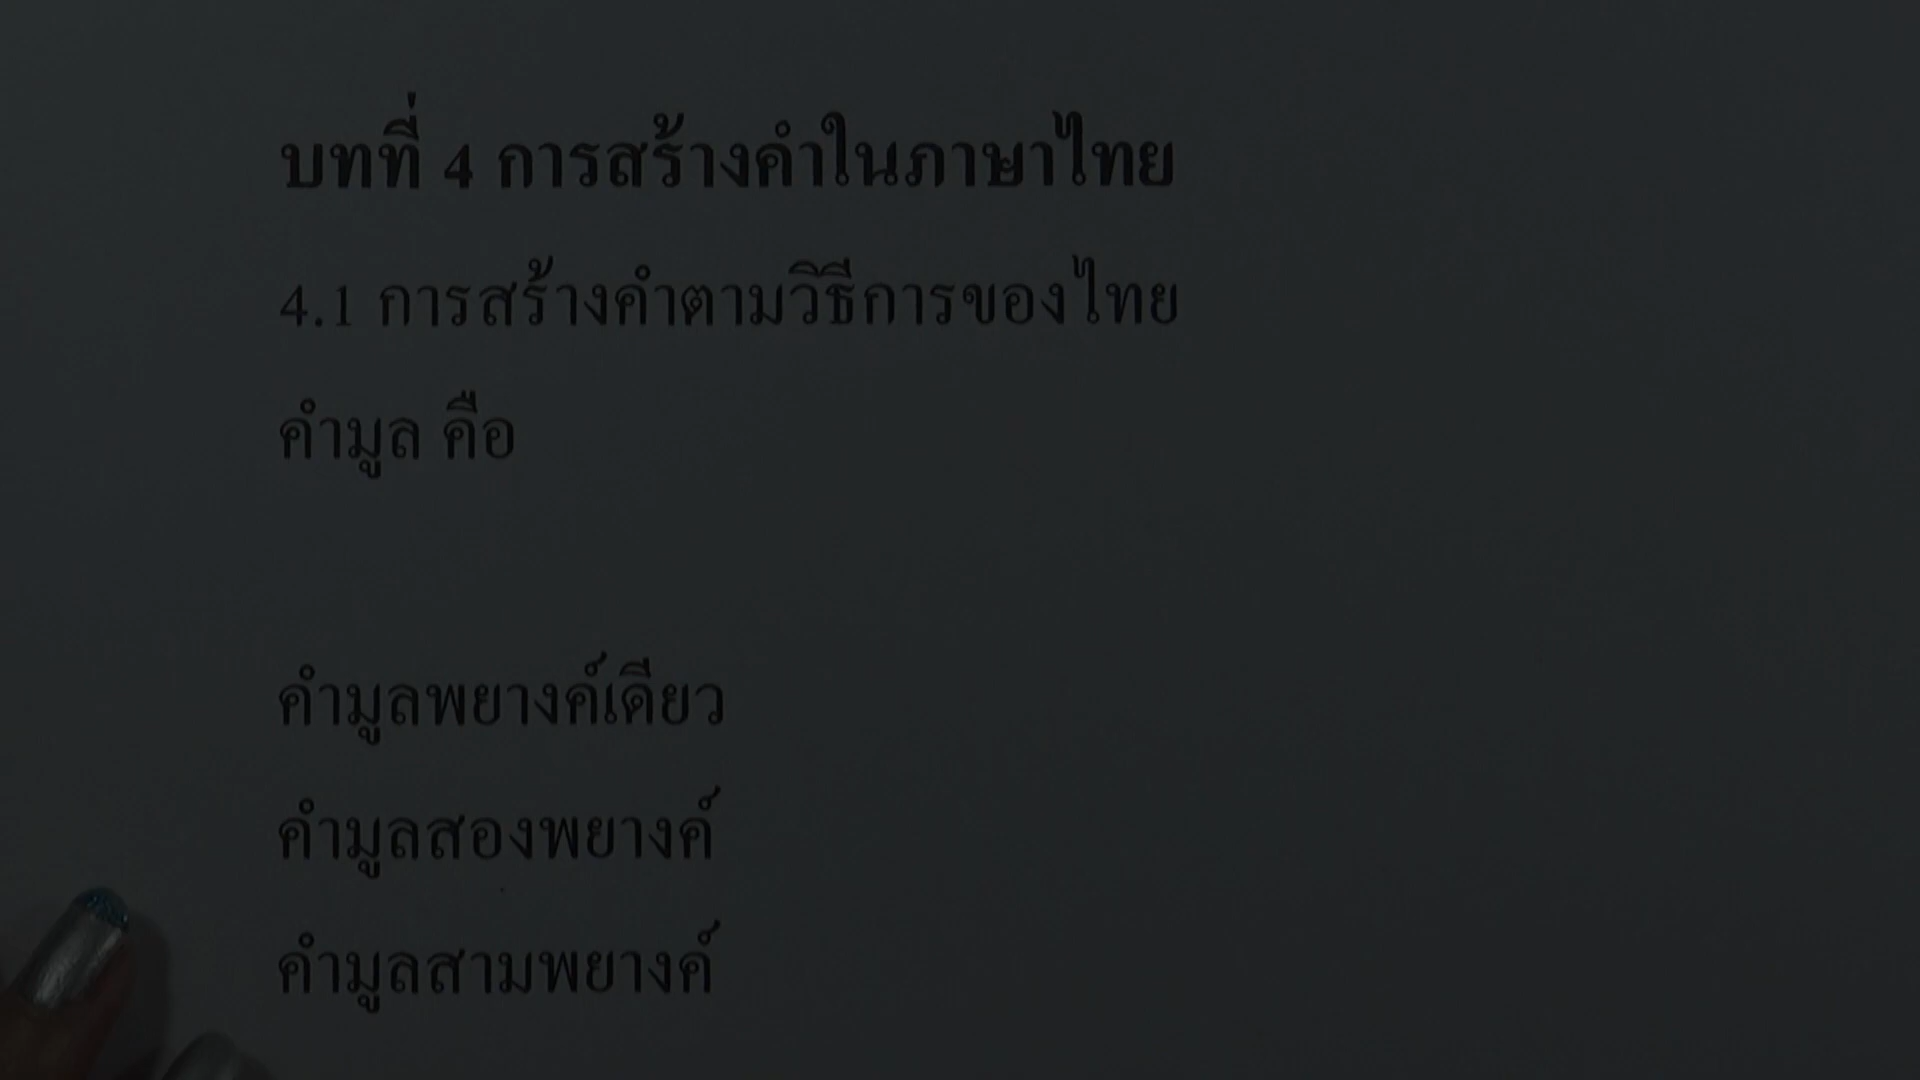 บทที่ 4 การสร้างคำในภาษาไทย
4.1 การสร้างคำตามวิธีการของไทย
คำมูล คือ
คำมูลพยางค์เดียว
คำมูลสองพยางค์
คำมูลสามพยางค์